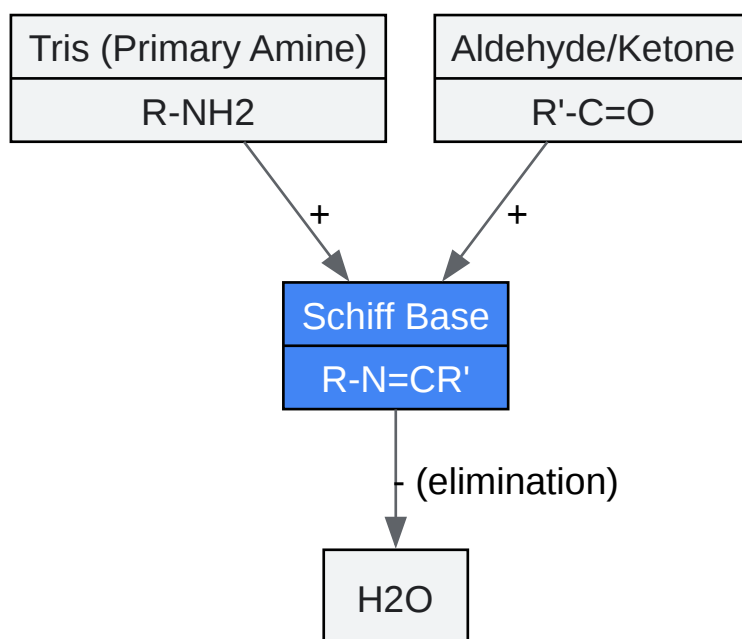 Tris (Primary Amine)
R-NH2
Aldehyde/Ketone
R'-C=O
+
+
Schiff Base
R-N=CR'
- (elimination)
H2O